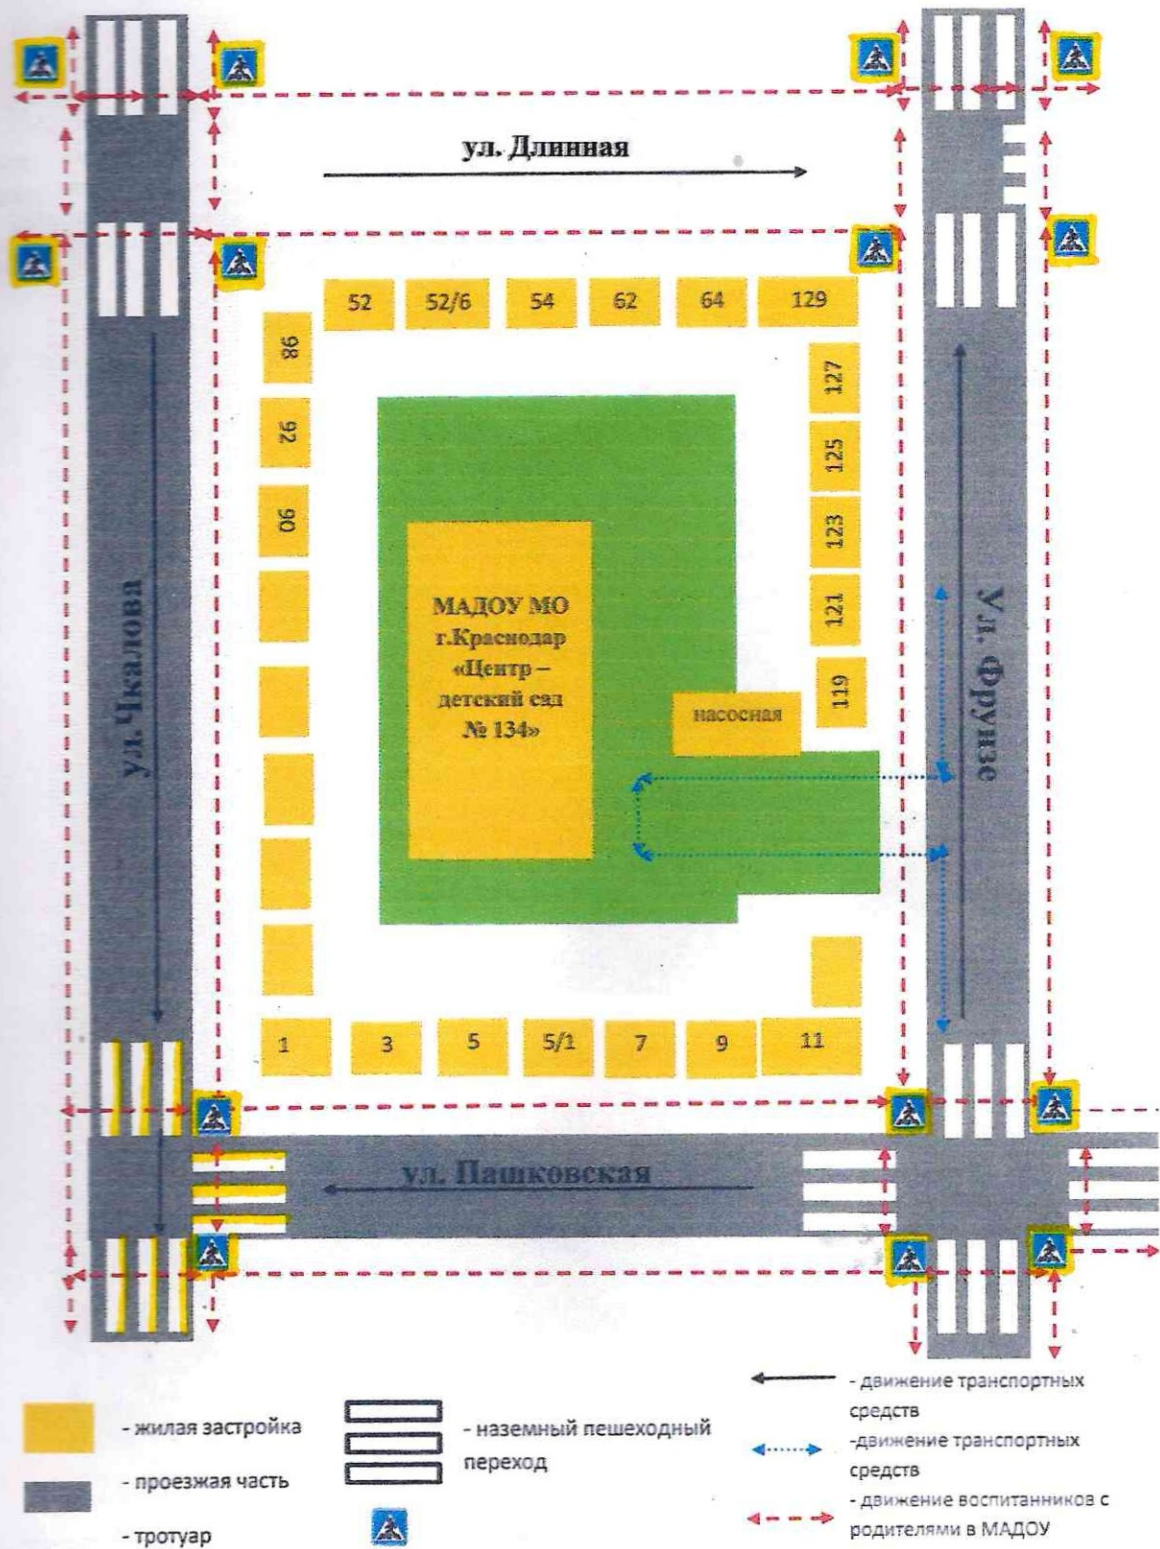 ул. Длинная
52
52/6
54
62
64
129
98
92
90
127
125
123
121
119
ул. Чкалова
МАДОУ МО
г.Краснодар
«Центр –
детский сад
№ 134»
насосная
Ул. Фрунзе
1
3
5
5/1
7
9
11
ул. Пашковская
- жилая застройка
- проезжая часть
- тротуар
- наземный пешеходный
переход
- движение транспортных
средств
-движение транспортных
средств
- движение воспитанников с
родителями в МАДОУ